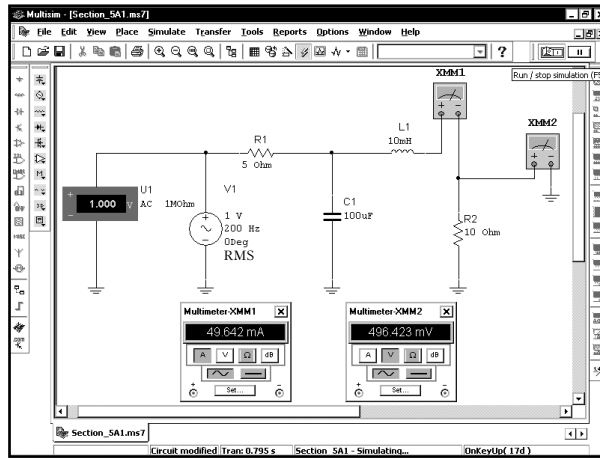 Multisim - [Section_5A1.ms7]
File Edit View Place Simulate Transfer Tools Reports Options Window Help
Run / stop simulation (F5
XMM1
XMM2
R1
5 Ohm
L1
10mH
U1
1.000 V
AC 1MOhm
V1
1 V
200 Hz
0Deg
RMS
C1
100uF
R2
10 Ohm
Multimeter-XMM1
49.642 mA
A V Ω dB
Set...
Multimeter-XMM2
496.423 mV
A V Ω dB
Set...
Section_5A1.ms7
Circuit modified Tran: 0.795 s Section_5A1 - Simulating... OnKeyUp( 17d )